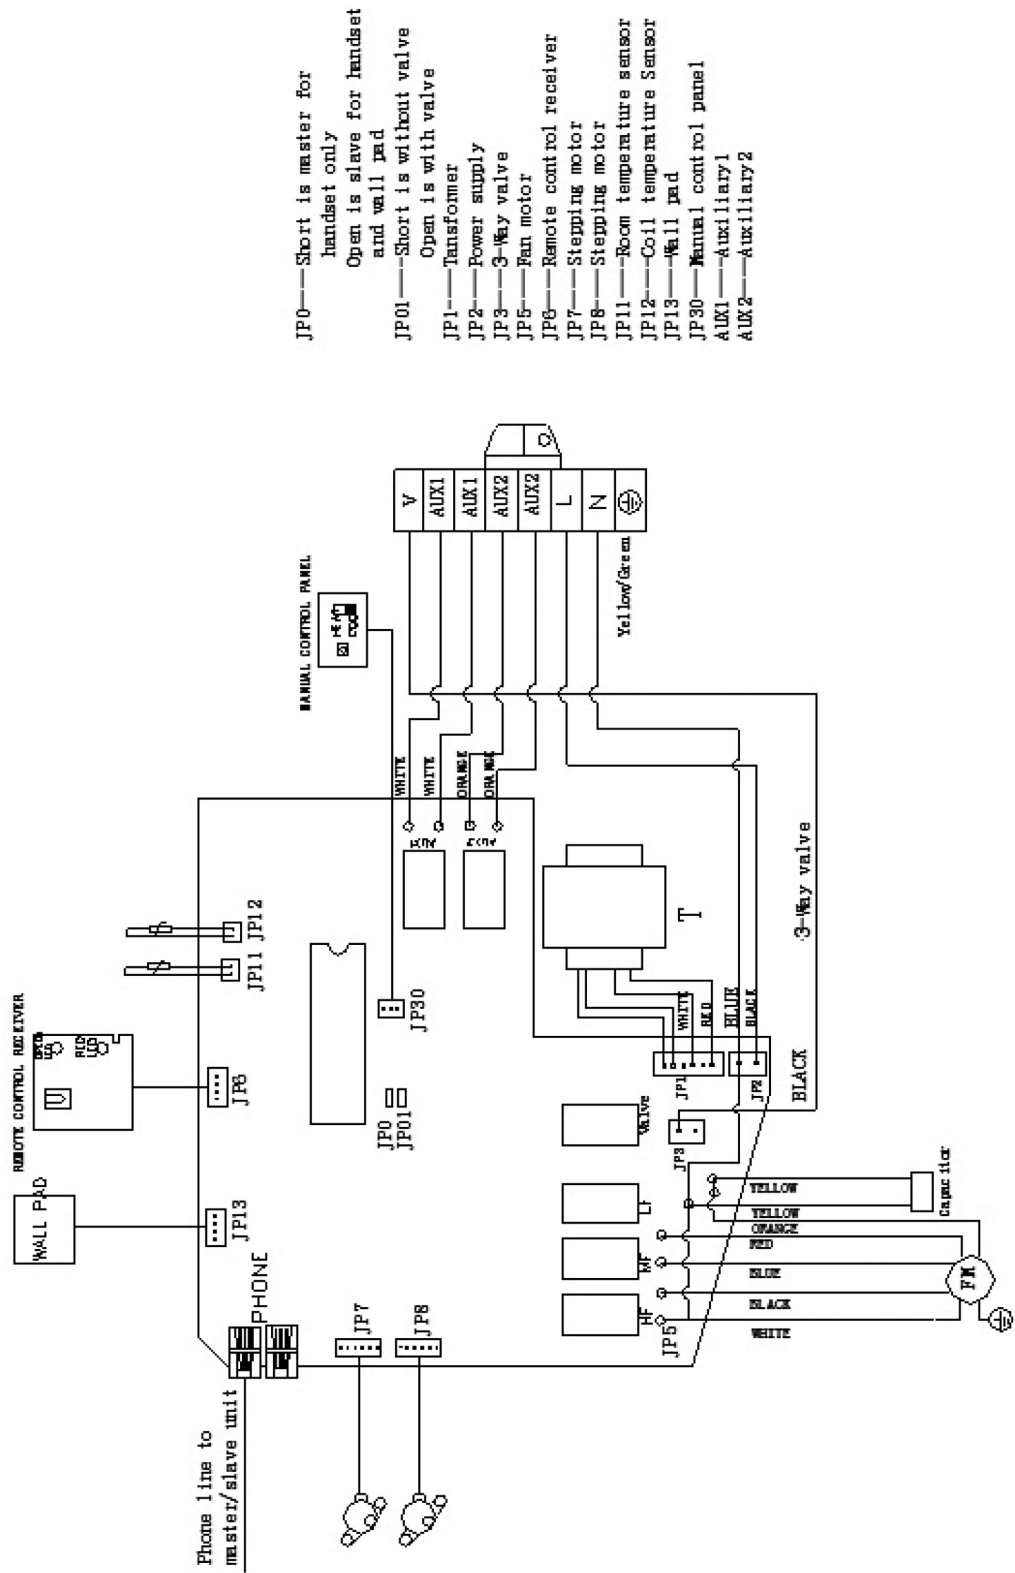 JP0——Short is master for
handset only
Open is slave for handset
and wall pad
JP01——Short is without valve
Open is with valve
JP1——Tansformer
JP2——Power supply
JP3——3-Way valve
JP5——Fan motor
JP6——Remote control receiver
JP7——Stepping motor
JP8——Stepping motor
JP11——Room temperature sensor
JP12——Coil temperature Sensor
JP13——Wall pad
JP30——Manual control panel
AUX1——Auxiliary1
AUX2——Auxiliary2
V
AUX1
AUX1
AUX2
AUX2
L
N
Yellow/Green
MANUAL CONTROL PANEL
HEAT
COOL
WHITE
WHITE
ORANGE
ORANGE
JP12
JP11
REMOTE CONTROL RECEIVER
JP6
JP30
JP0
JP01
T
3-Way valve
WHITE
RED
BLUE
BLACK
JP1
JP2
BLACK
Valve
JP3
WALL PAD
JP13
PHONE
LF
MF
HF
JP5
YELLOW
YELLOW
ORANGE
RED
BLUE
BLACK
WHITE
Capacitor
FM
JP7
JP8
Phone line to
master/slave unit